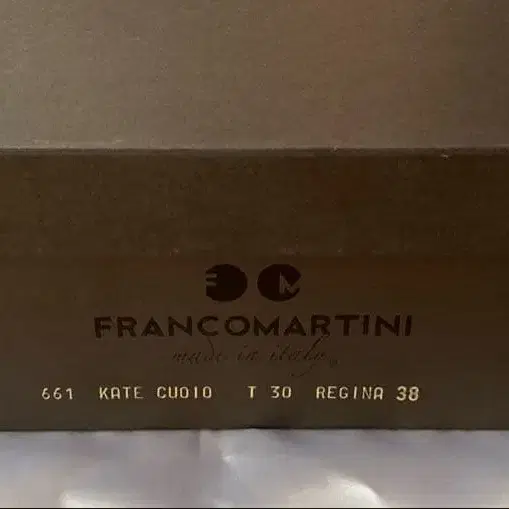 FRANCOMARTINI
made in italy
661 KATE CUOIO T 30 REGINA 38